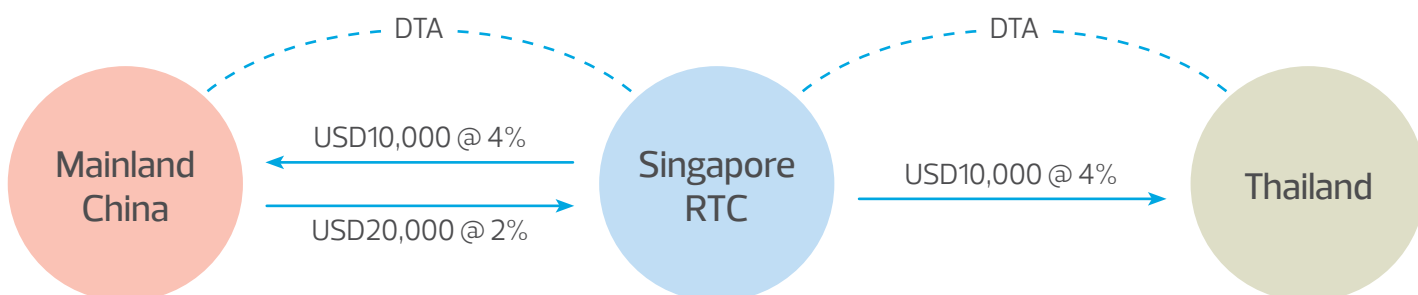 DTA
DTA
Mainland
China
USD10,000 @ 4%
USD20,000 @ 2%
Singapore
RTC
USD10,000 @ 4%
Thailand